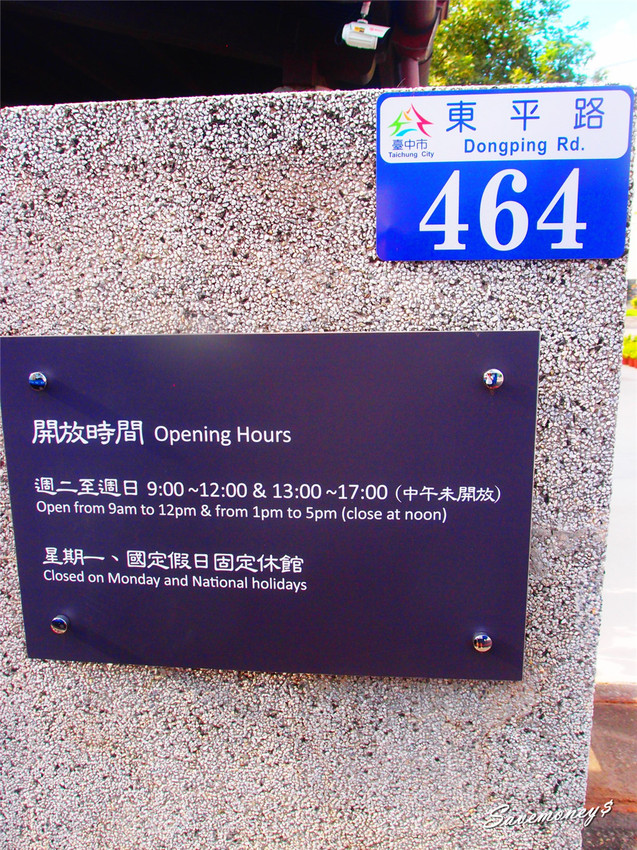 東平路
臺中市
Taichung City
Dongping Rd.
464
開放時間 Opening Hours
週二至週日 9:00 ~12:00 & 13:00 ~17:00 (中午未開放)
Open from 9am to 12pm & from 1pm to 5pm (close at noon)
星期一、國定假日固定休館
Closed on Monday and National holidays
Savemoney$